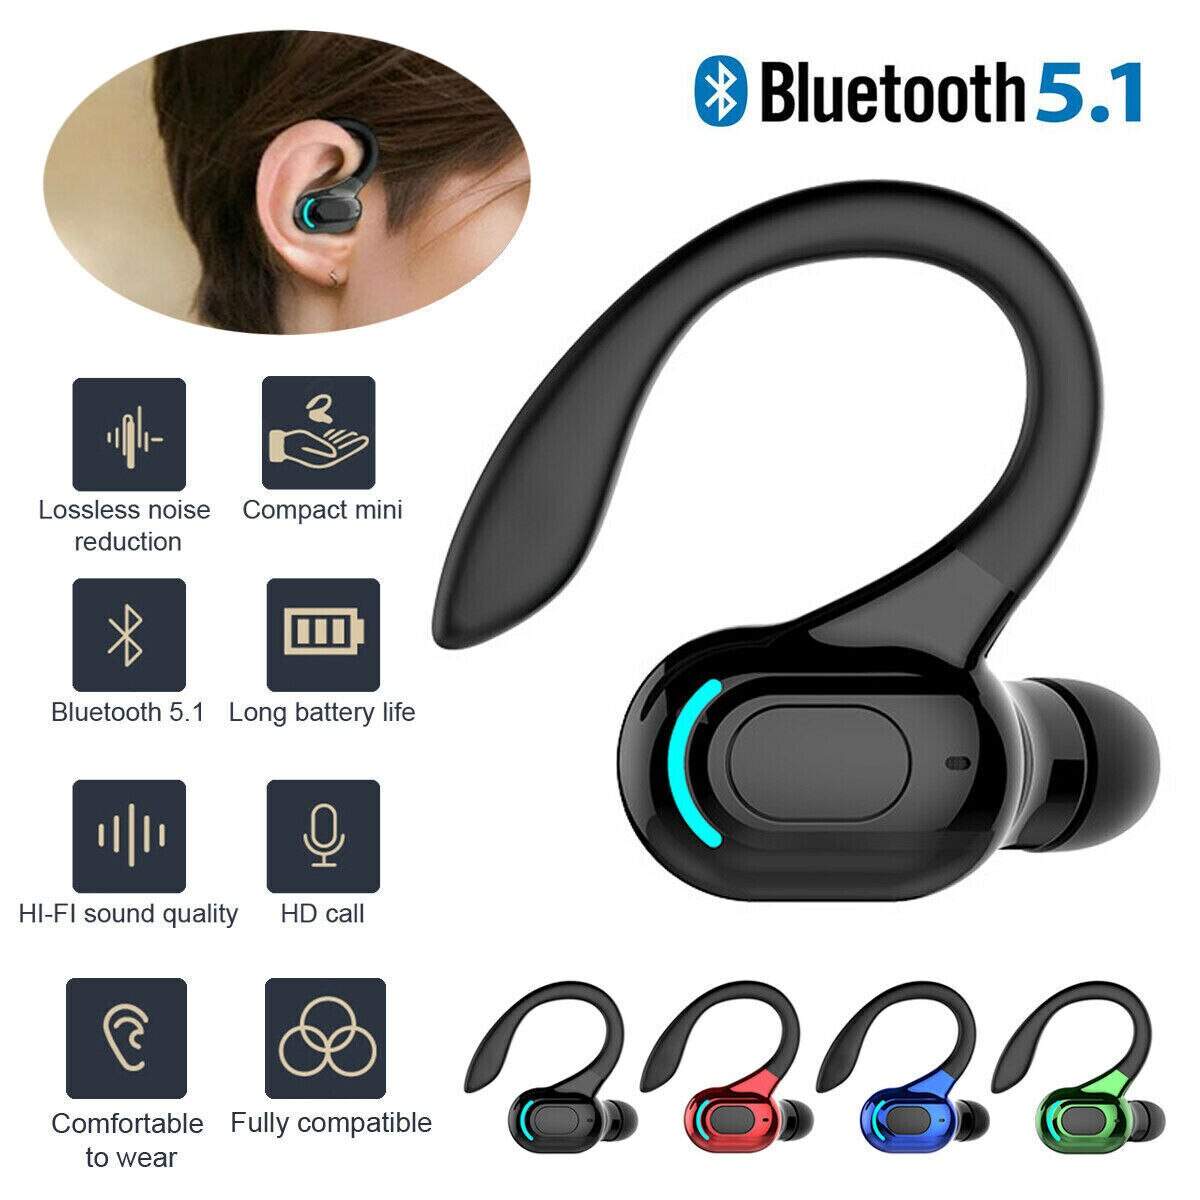 Bluetooth 5.1
Lossless noise
reduction
Compact mini
Bluetooth 5.1
Long battery life
HI-FI sound quality
HD call
Comfortable
to wear
Fully compatible